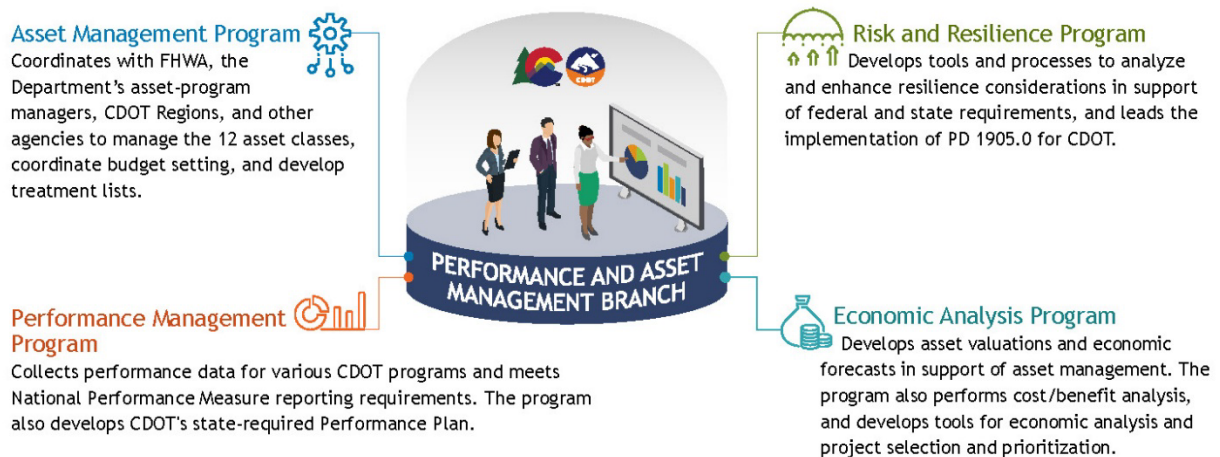 Asset Management Program
Coordinates with FHWA, the
Department's asset-program
managers, CDOT Regions, and other
agencies to manage the 12 asset classes,
coordinate budget setting, and develop
treatment lists.
Risk and Resilience Program
Develops tools and processes to analyze
and enhance resilience considerations in support
of federal and state requirements, and leads the
implementation of PD 1905.0 for CDOT.
CDOT
PERFORMANCE AND ASSET
MANAGEMENT BRANCH
Performance Management
Program
Collects performance data for various CDOT programs and meets
National Performance Measure reporting requirements. The program
also develops CDOT's state-required Performance Plan.
Economic Analysis Program
Develops asset valuations and economic
forecasts in support of asset management. The
program also performs cost/benefit analysis,
and develops tools for economic analysis and
project selection and prioritization.